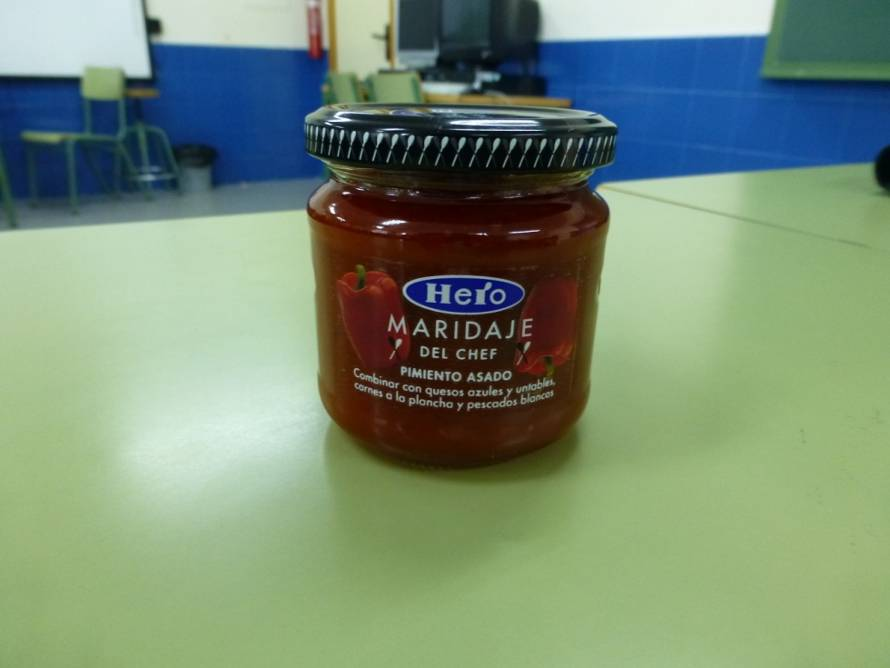 Hero
MARIDAJE
DEL CHEF
PIMIENTO ASADO
Combinar con quesos azules y untables,
carnes a la plancha y pescados blancos